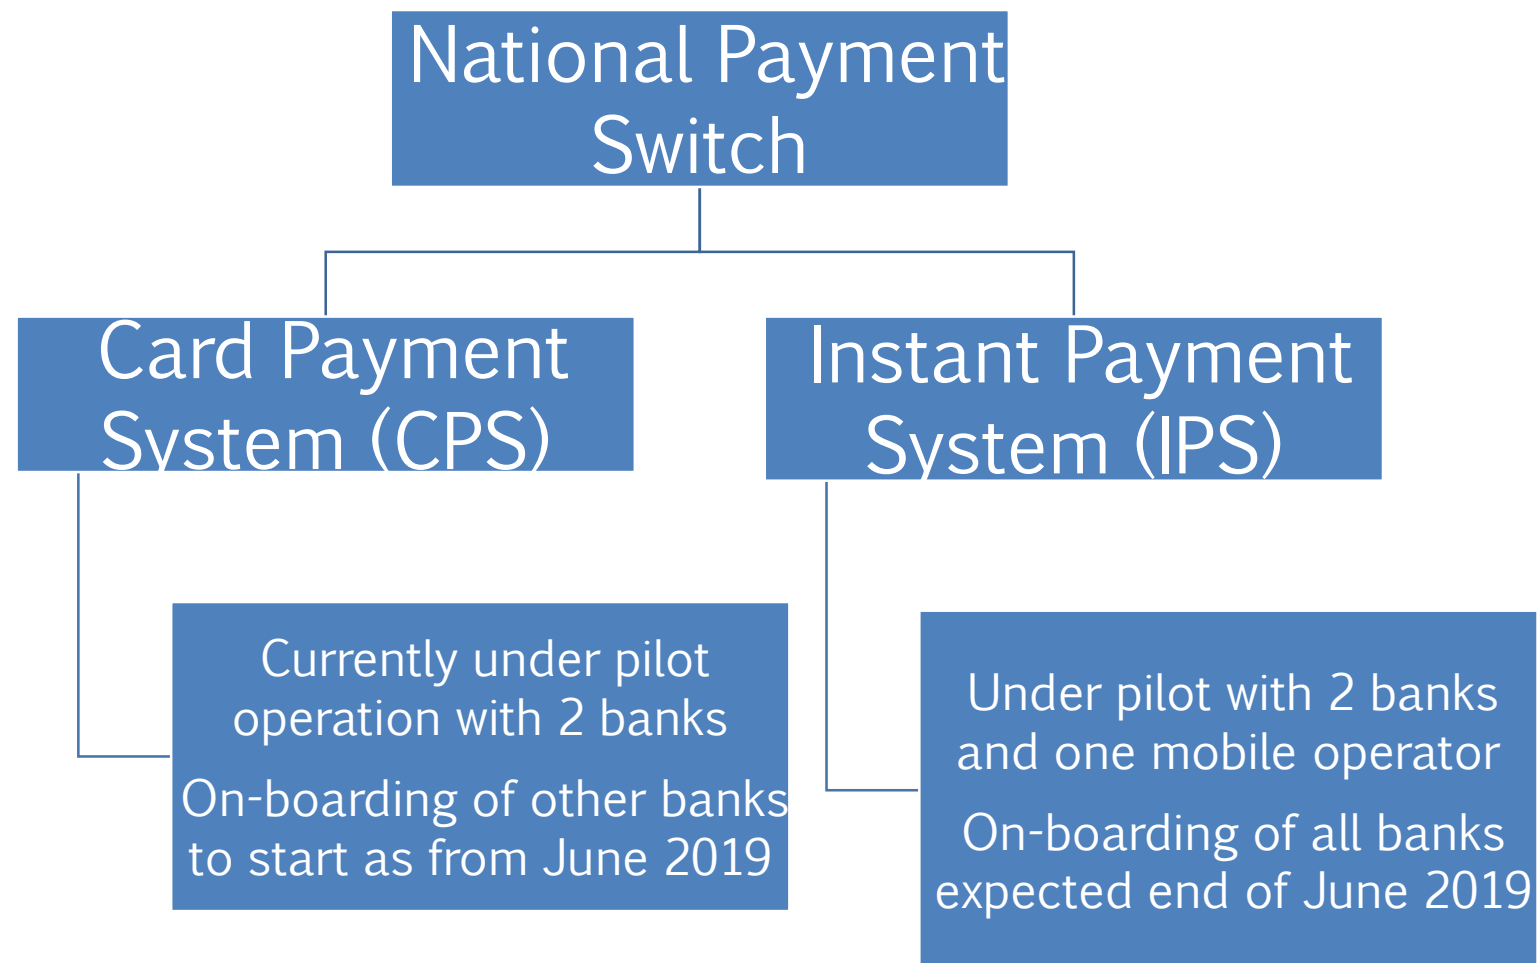 National Payment
Switch
Card Payment
System (CPS)
Instant Payment
System (IPS)
Currently under pilot
operation with 2 banks
On-boarding of other banks
to start as from June 2019
Under pilot with 2 banks
and one mobile operator
On-boarding of all banks
expected end of June 2019